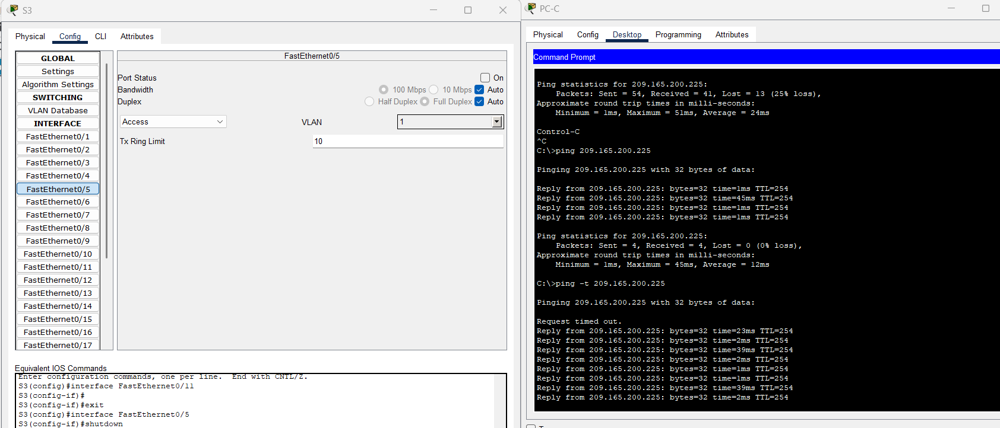 S3
Physical Config CLI Attributes
GLOBAL
Settings
Algorithm Settings
SWITCHING
VLAN Database
INTERFACE
FastEthernet0/1
FastEthernet0/2
FastEthernet0/3
FastEthernet0/4
FastEthernet0/5
FastEthernet0/6
FastEthernet0/7
FastEthernet0/8
FastEthernet0/9
FastEthernet0/10
FastEthernet0/11
FastEthernet0/12
FastEthernet0/13
FastEthernet0/14
FastEthernet0/15
FastEthernet0/16
FastEthernet0/17
FastEthernet0/5
Port Status On
Bandwidth 100 Mbps 10 Mbps Auto
Duplex Half Duplex Full Duplex Auto
Access VLAN 1
Tx Ring Limit 10
Equivalent IOS Commands
Enter configuration commands, one per line.  End with CNTL/Z.
S3(config)#interface FastEthernet0/11
S3(config-if)#
S3(config-if)#exit
S3(config)#interface FastEthernet0/5
S3(config-if)#shutdown
PC-C
Physical Config Desktop Programming Attributes
Command Prompt
Ping statistics for 209.165.200.225:
Packets: Sent = 54, Received = 41, Lost = 13 (25% loss),
Approximate round trip times in milli-seconds:
Minimum = 1ms, Maximum = 51ms, Average = 24ms
Control-C
^C
C:\>ping 209.165.200.225
Pinging 209.165.200.225 with 32 bytes of data:
Reply from 209.165.200.225: bytes=32 time=1ms TTL=254
Reply from 209.165.200.225: bytes=32 time=45ms TTL=254
Reply from 209.165.200.225: bytes=32 time=1ms TTL=254
Reply from 209.165.200.225: bytes=32 time=1ms TTL=254
Ping statistics for 209.165.200.225:
Packets: Sent = 4, Received = 4, Lost = 0 (0% loss),
Approximate round trip times in milli-seconds:
Minimum = 1ms, Maximum = 45ms, Average = 12ms
C:\>ping -t 209.165.200.225
Pinging 209.165.200.225 with 32 bytes of data:
Request timed out.
Reply from 209.165.200.225: bytes=32 time=23ms TTL=254
Reply from 209.165.200.225: bytes=32 time=2ms TTL=254
Reply from 209.165.200.225: bytes=32 time=39ms TTL=254
Reply from 209.165.200.225: bytes=32 time=2ms TTL=254
Reply from 209.165.200.225: bytes=32 time=1ms TTL=254
Reply from 209.165.200.225: bytes=32 time=1ms TTL=254
Reply from 209.165.200.225: bytes=32 time=39ms TTL=254
Reply from 209.165.200.225: bytes=32 time=2ms TTL=254